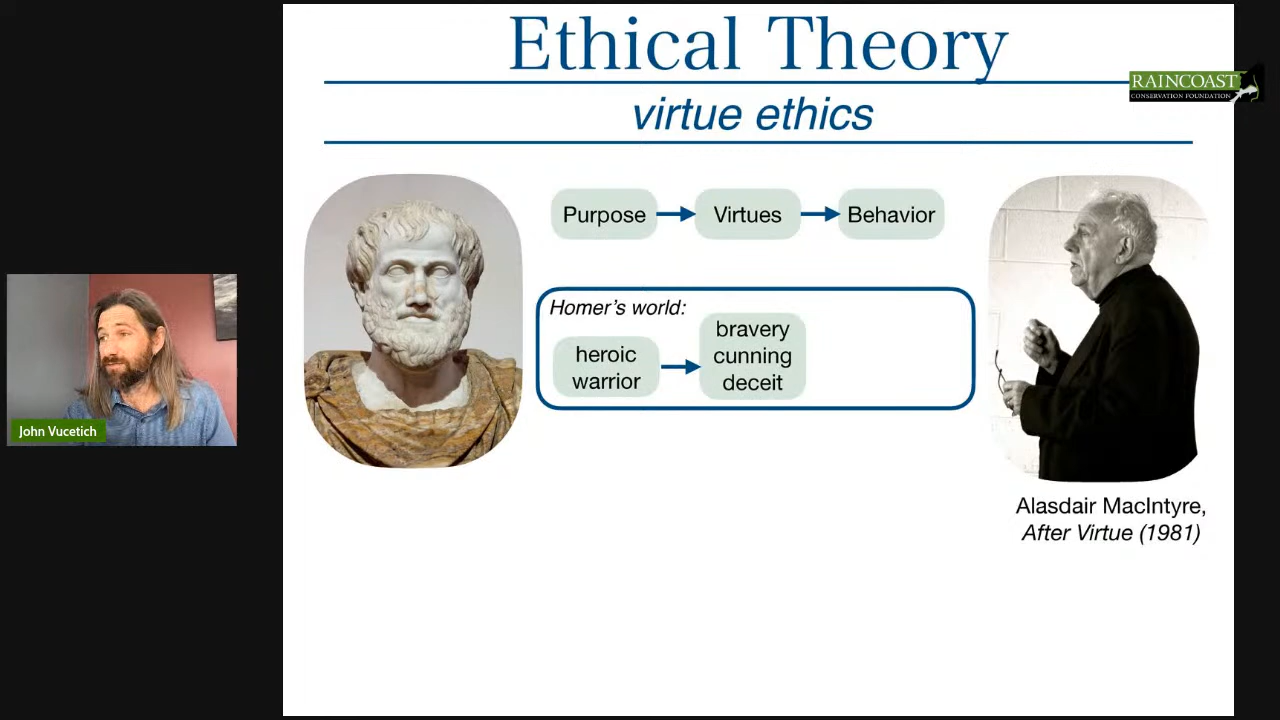 Ethical Theory
RAINCOAST
CONSERVATION FOUNDATION
virtue ethics
Purpose
Virtues
Behavior
Homer's world:
heroic
warrior
bravery
cunning
deceit
John Vucetich
Alasdair MacIntyre,
After Virtue (1981)